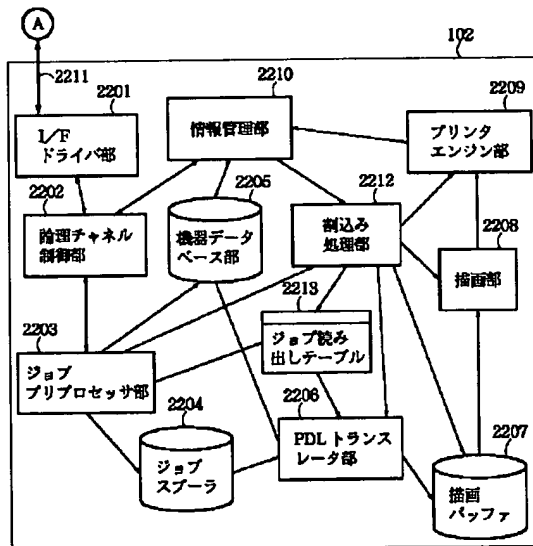 A
102
2211
2201
I/F
ドライバ部
2210
情報管理部
2209
プリンタ
エンジン部
2202
論理チャネル
制御部
2205
機器データ
ベース部
2212
割込み
処理部
2208
描画部
2203
ジョブ
プリプロセッサ部
2213
ジョブ読み
出しテーブル
2204
ジョブ
スプーラ
2206
PDLトランス
レータ部
2207
描画
バッファ